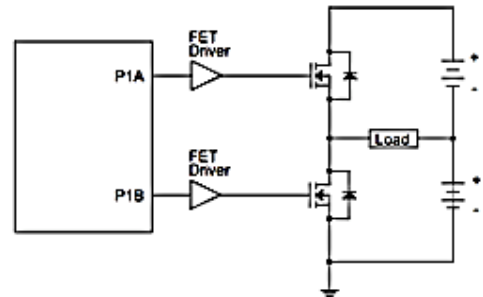 FET
Driver
P1A
+
-
Load
FET
Driver
P1B
+
-